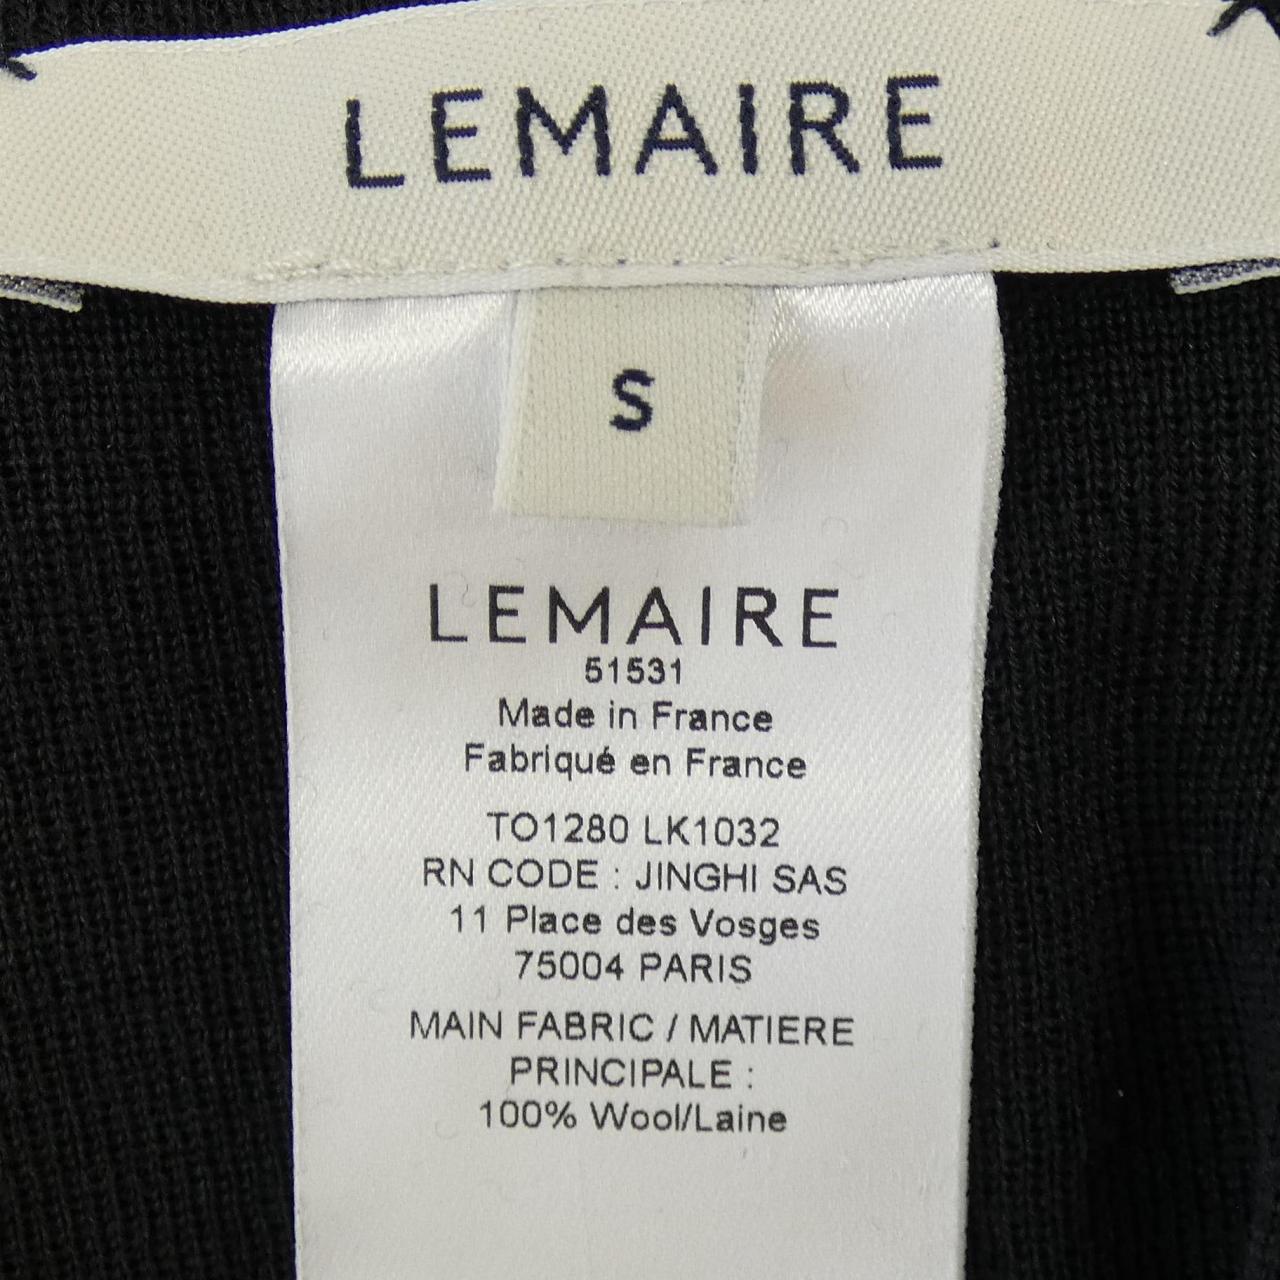 LEMAIRE
S
LEMAIRE
51531
Made in France
Fabriqué en France
TO1280 LK1032
RN CODE : JINGHI SAS
11 Place des Vosges
75004 PARIS
MAIN FABRIC / MATIERE
PRINCIPALE :
100% Wool/Laine